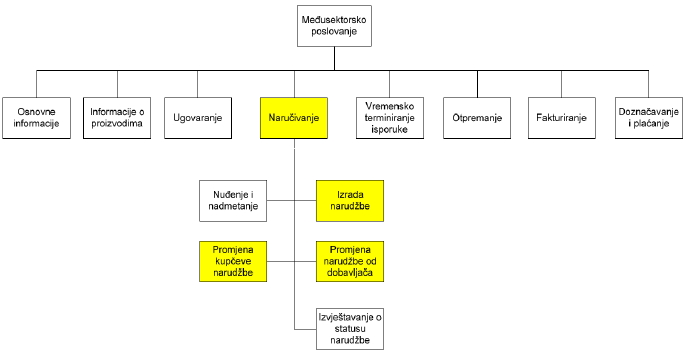 Međusektorsko
poslovanje
Osnovne
informacije
Informacije o
proizvodima
Ugovaranje
Naručivanje
Vremensko
terminiranje
isporuke
Otpremanje
Fakturiranje
Doznačavanje
i plaćanje
Nuđenje i
nadmetanje
Izrada
narudžbe
Promjena
kupčeve
narudžbe
Promjena
narudžbe od
dobavljača
Izvještavanje o
statusu
narudžbe